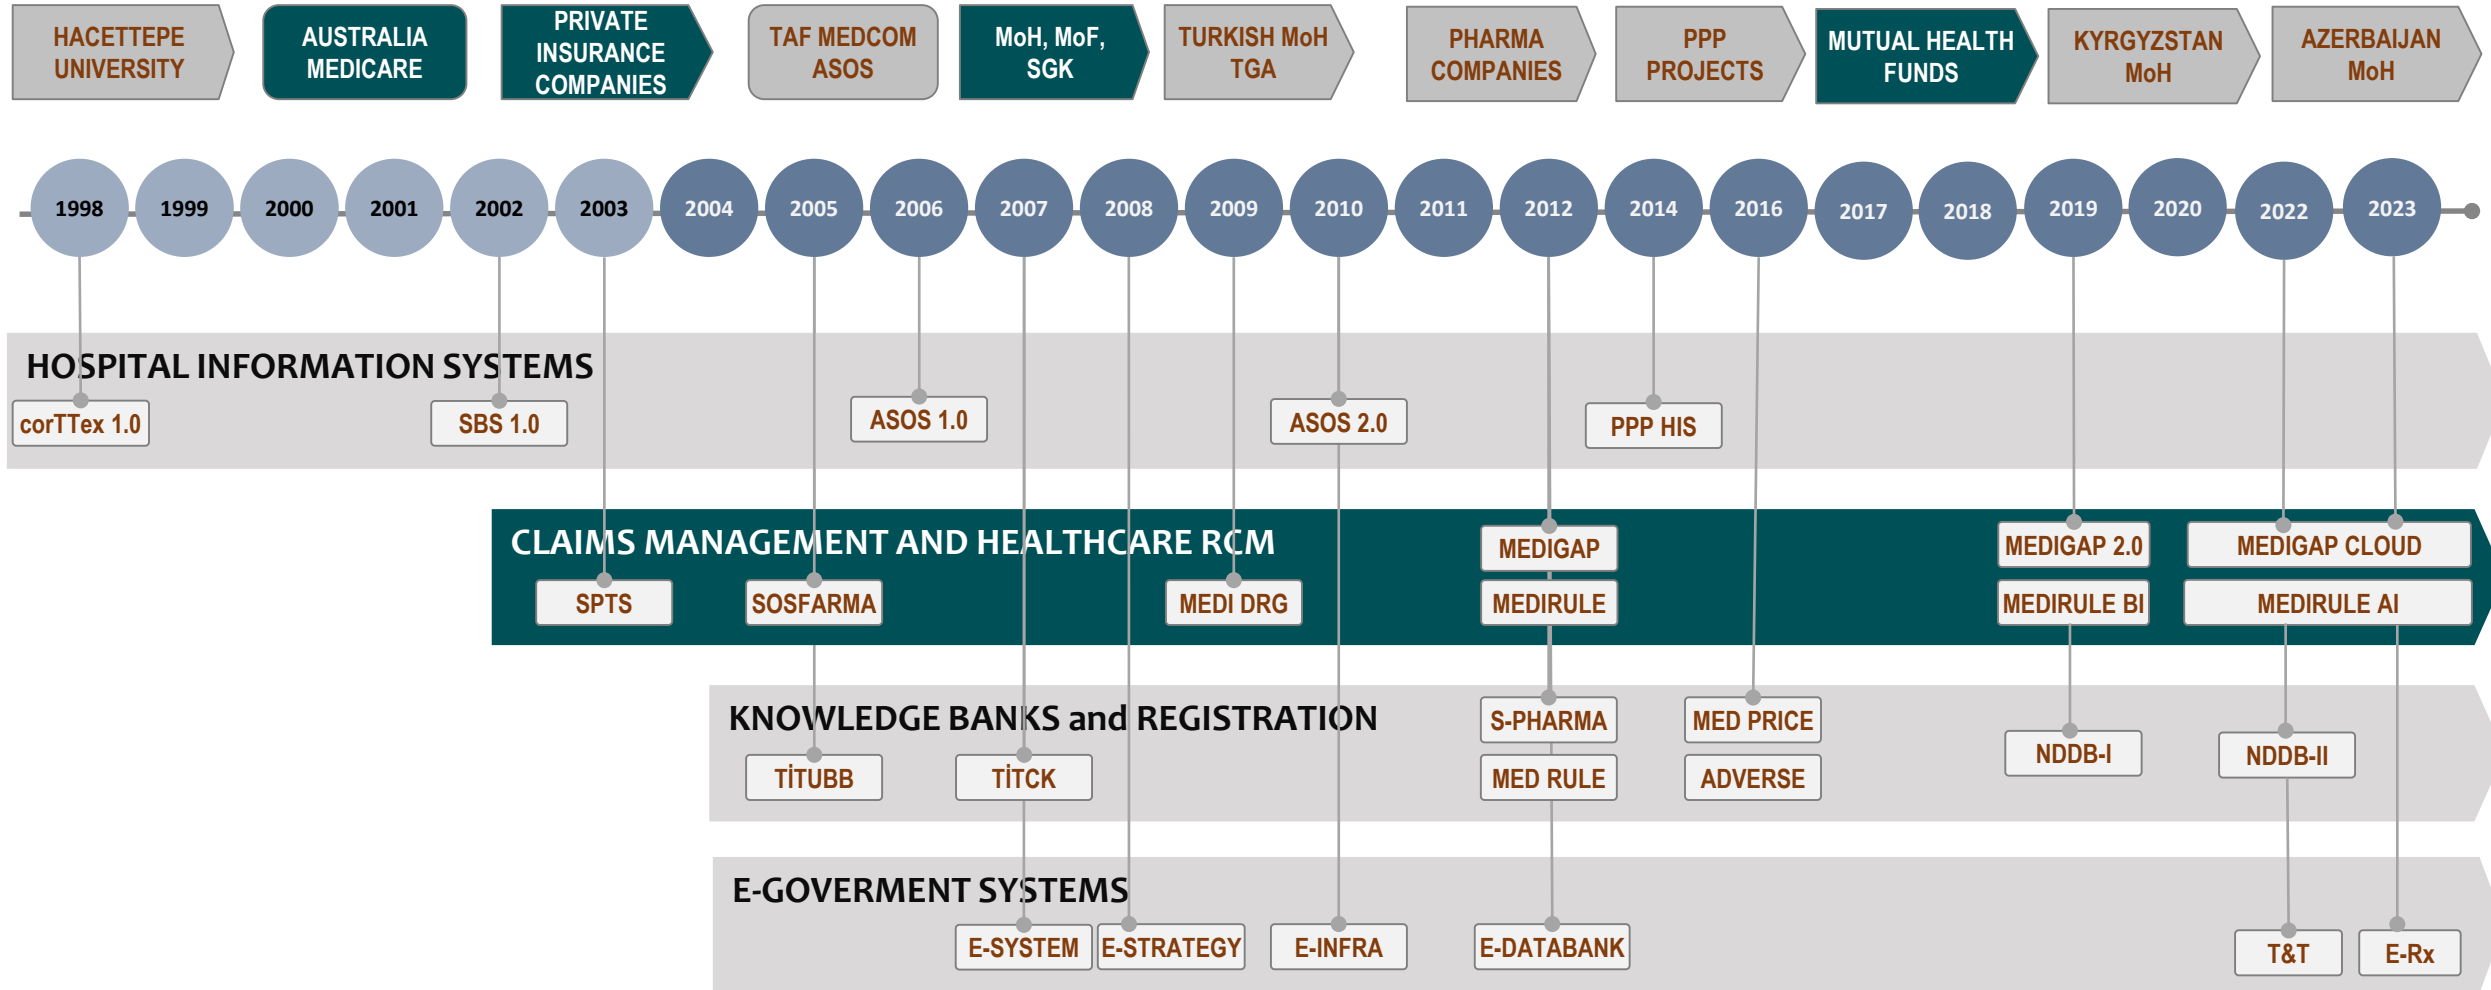 HACETTEPE
UNIVERSITY
AUSTRALIA
MEDICARE
PRIVATE
INSURANCE
COMPANIES
TAF MEDCOM
ASOS
MoH, MoF,
SGK
TURKISH MoH
TGA
PHARMA
COMPANIES
PPP
PROJECTS
MUTUAL HEALTH
FUNDS
KYRGYZSTAN
MoH
AZERBAIJAN
MoH
1998 1999 2000 2001 2002 2003 2004 2005 2006 2007 2008 2009 2010 2011 2012 2014 2016 2017 2018 2019 2020 2022 2023
HOSPITAL INFORMATION SYSTEMS
corTTex 1.0 SBS 1.0 ASOS 1.0 ASOS 2.0 PPP HIS
CLAIMS MANAGEMENT AND HEALTHCARE RCM
MEDIGAP MEDIGAP 2.0 MEDIGAP CLOUD
SPTS SOSFARMA MEDI DRG MEDIRULE MEDIRULE BI MEDIRULE AI
KNOWLEDGE BANKS and REGISTRATION
S-PHARMA MED PRICE
NDDB-I NDDB-II
TİTUBB TİTCK MED RULE ADVERSE
E-GOVERMENT SYSTEMS
E-SYSTEM E-STRATEGY E-INFRA E-DATABANK T&T E-Rx